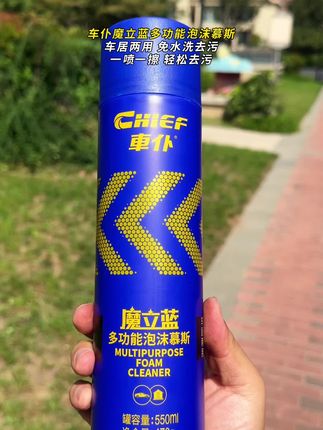 车仆魔立蓝多功能泡沫慕斯
车居两用 免水洗去污
一喷一擦 轻松去污
CHIEF
車仆®
魔立蓝
多功能泡沫慕斯
MULTIPURPOSE
FOAM
CLEANER
罐容量:550ml